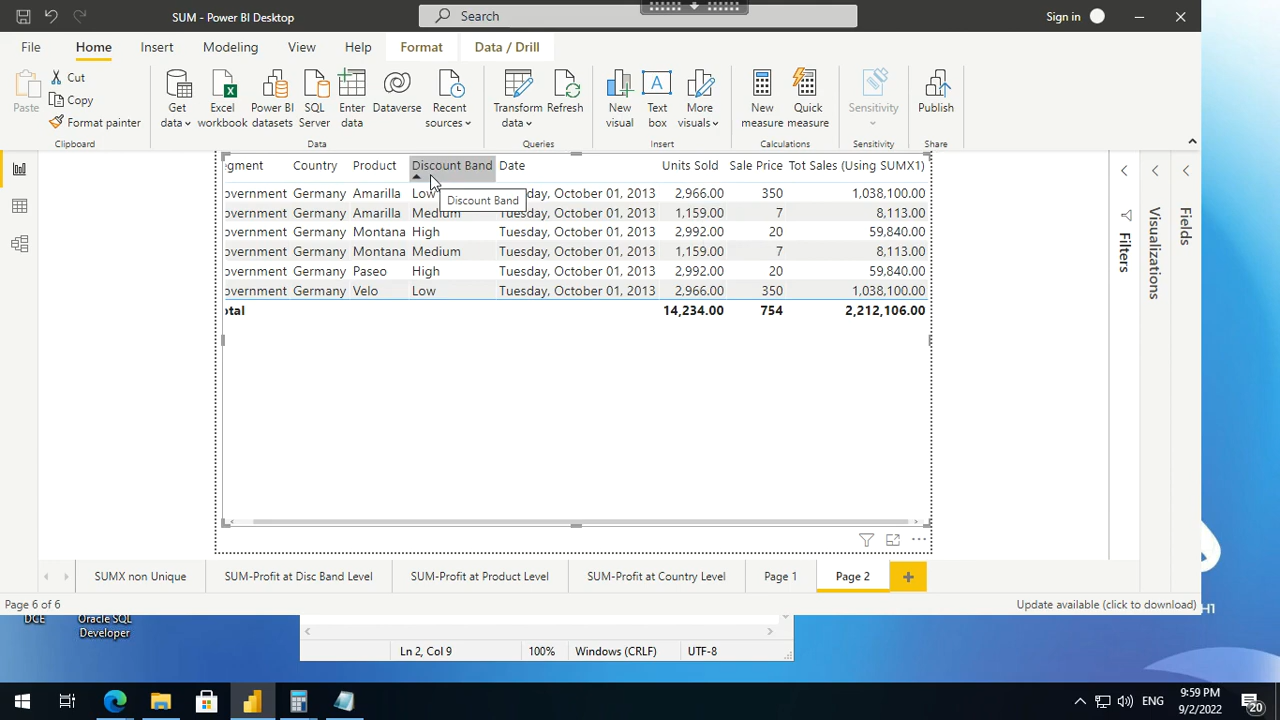 SUM - Power BI Desktop
Search
Sign in
File Home Insert Modeling View Help Format Data / Drill
Paste
Cut
Copy
Format painter
Get data
Excel workbook
Power BI datasets
SQL Server
Enter data
Dataverse
Recent sources
Transform data
Refresh
New visual
Text box
More visuals
New measure
Quick measure
Sensitivity
Publish
Clipboard Data Queries Insert Calculations Sensitivity Share
gment Country Product Discount Band Date Units Sold Sale Price Tot Sales (Using SUMX1)
overnment Germany Amarilla Low Tuesday, October 01, 2013 2,966.00 350 1,038,100.00
Discount Band
overnment Germany Amarilla Medium Tuesday, October 01, 2013 1,159.00 7 8,113.00
overnment Germany Montana High Tuesday, October 01, 2013 2,992.00 20 59,840.00
overnment Germany Montana Medium Tuesday, October 01, 2013 1,159.00 7 8,113.00
overnment Germany Paseo High Tuesday, October 01, 2013 2,992.00 20 59,840.00
overnment Germany Velo Low Tuesday, October 01, 2013 2,966.00 350 1,038,100.00
otal 14,234.00 754 2,212,106.00
Filters
Visualizations
Fields
SUMX non Unique SUM-Profit at Disc Band Level SUM-Profit at Product Level SUM-Profit at Country Level Page 1 Page 2
Page 6 of 6
Update available (click to download)
H1
DCE
Oracle SQL Developer
Ln 2, Col 9 100% Windows (CRLF) UTF-8
ENG
9:59 PM
9/2/2022
20